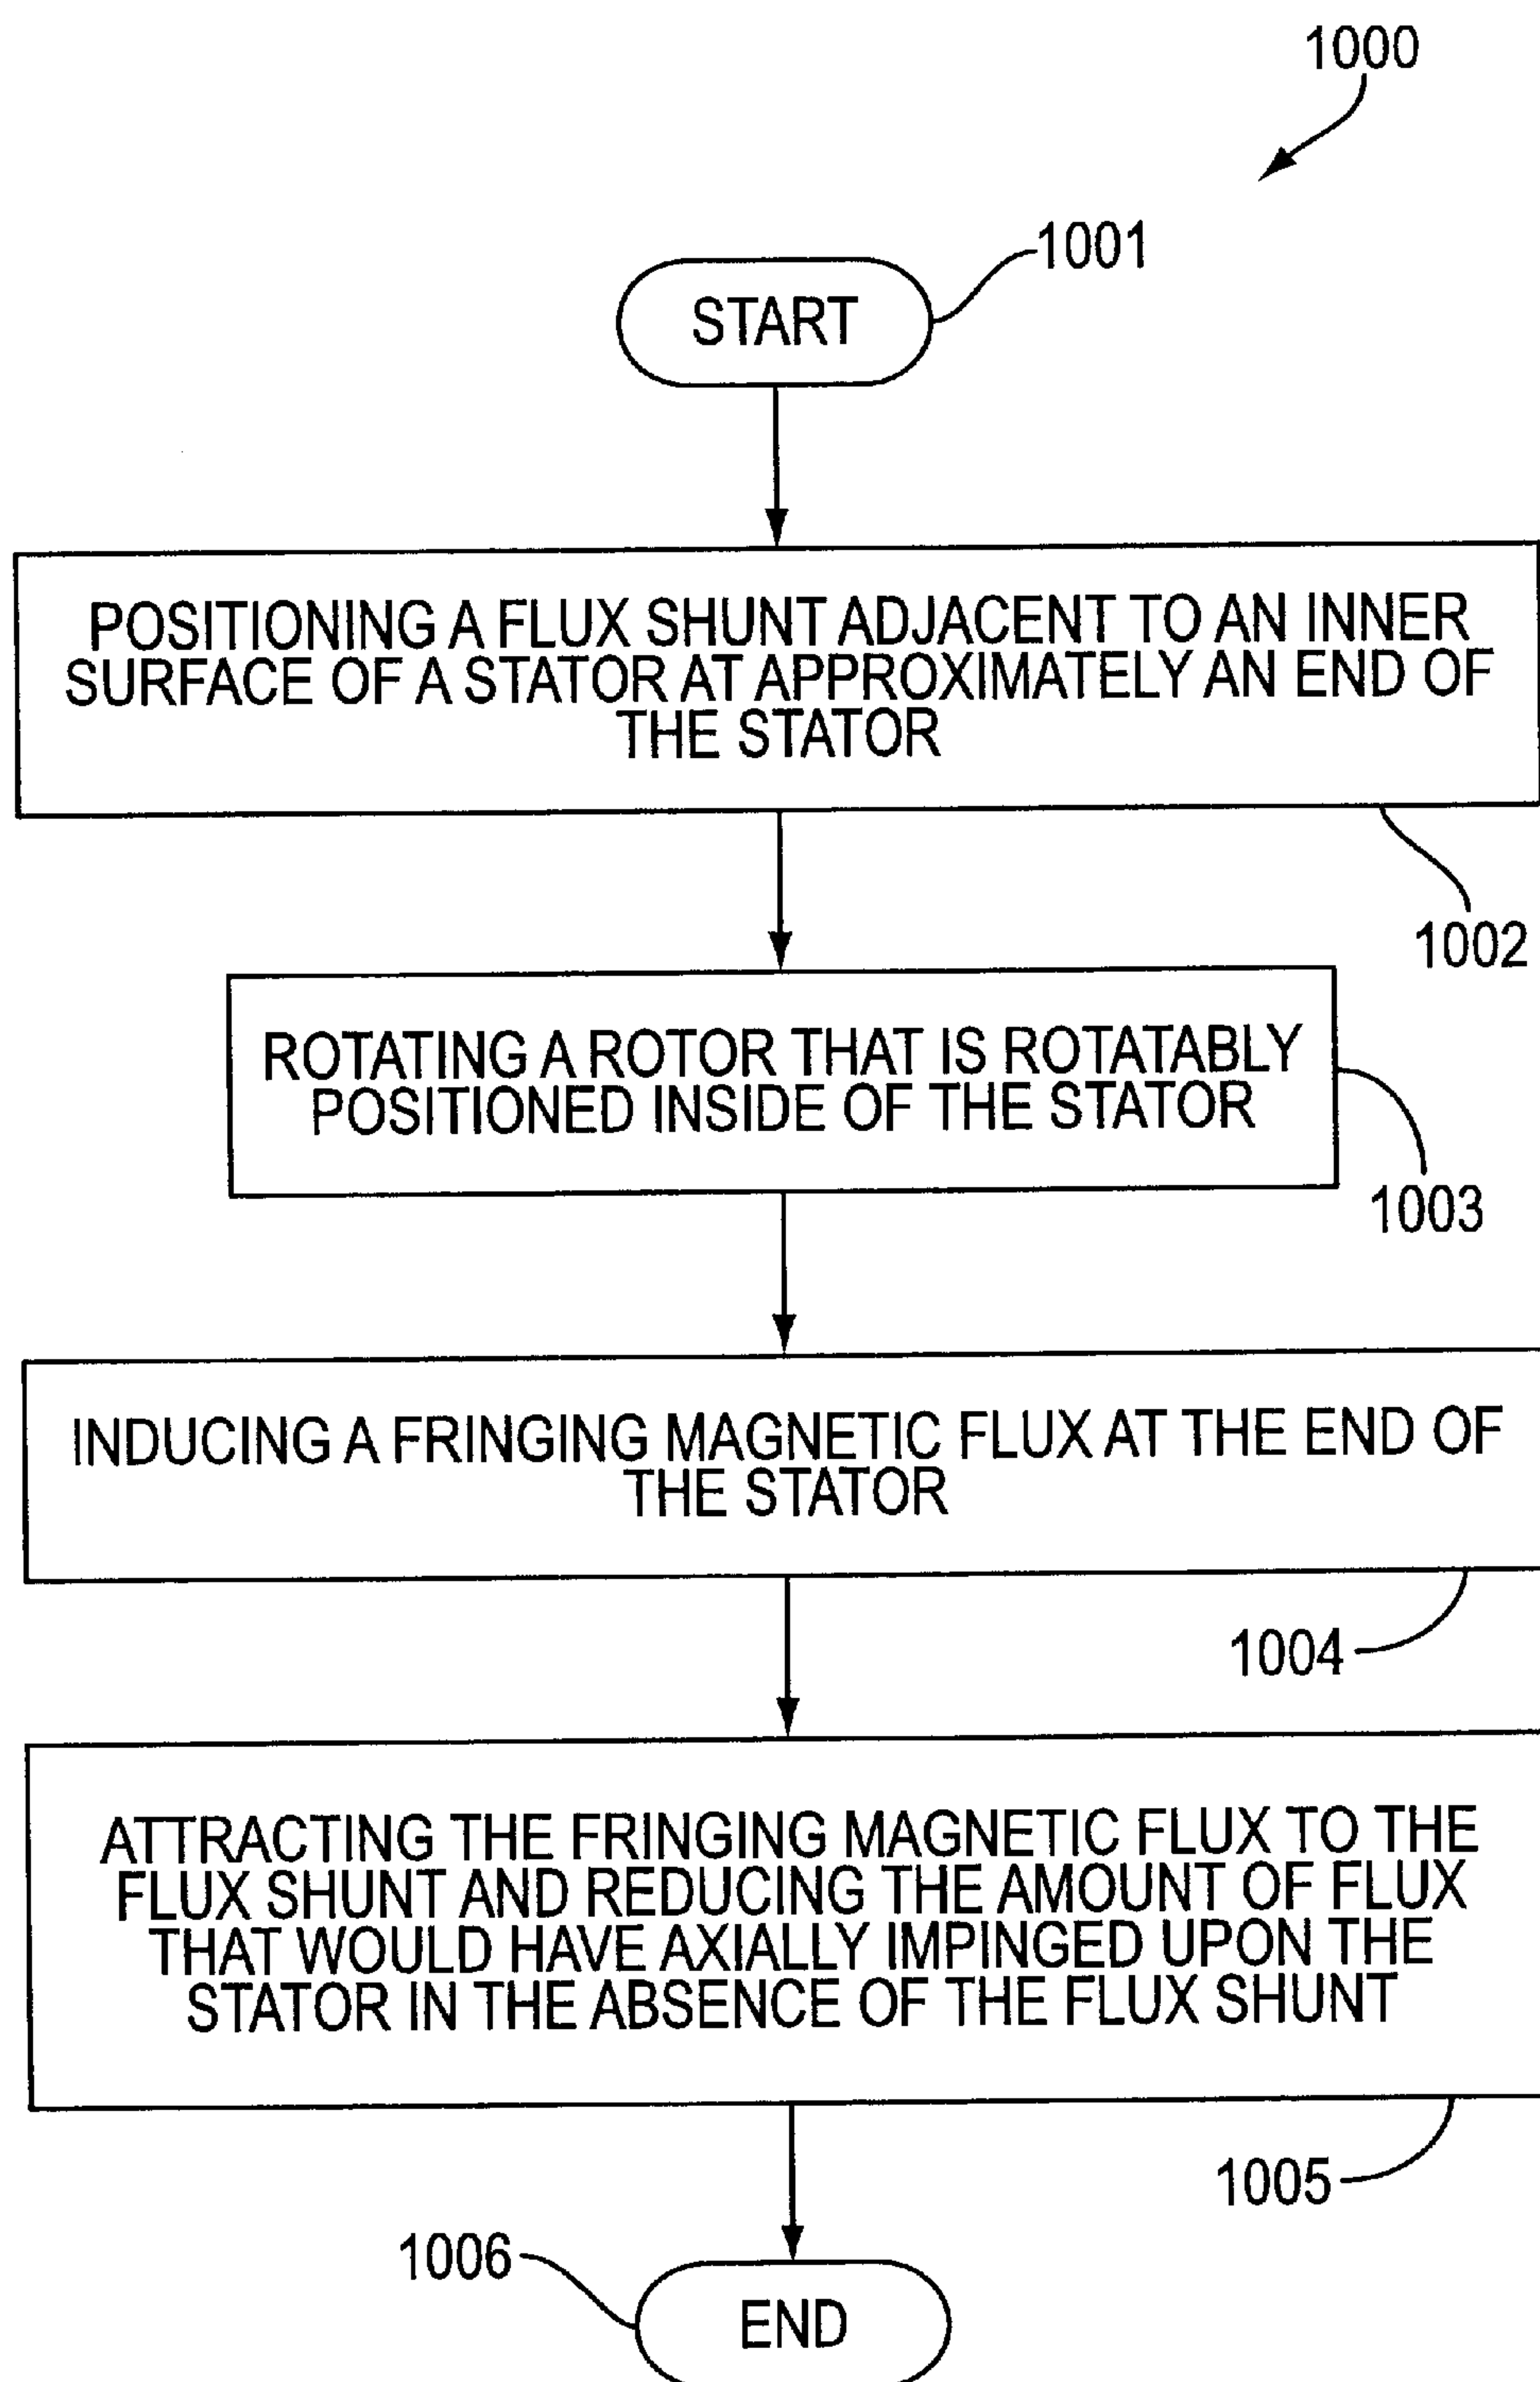 1000
1001
START
POSITIONING A FLUX SHUNT ADJACENT TO AN INNER
SURFACE OF A STATOR AT APPROXIMATELY AN END OF
THE STATOR
1002
ROTATING A ROTOR THAT IS ROTATABLY
POSITIONED INSIDE OF THE STATOR
1003
INDUCING A FRINGING MAGNETIC FLUX AT THE END OF
THE STATOR
1004
ATTRACTING THE FRINGING MAGNETIC FLUX TO THE
FLUX SHUNT AND REDUCING THE AMOUNT OF FLUX
THAT WOULD HAVE AXIALLY IMPINGED UPON THE
STATOR IN THE ABSENCE OF THE FLUX SHUNT
1005
1006
END